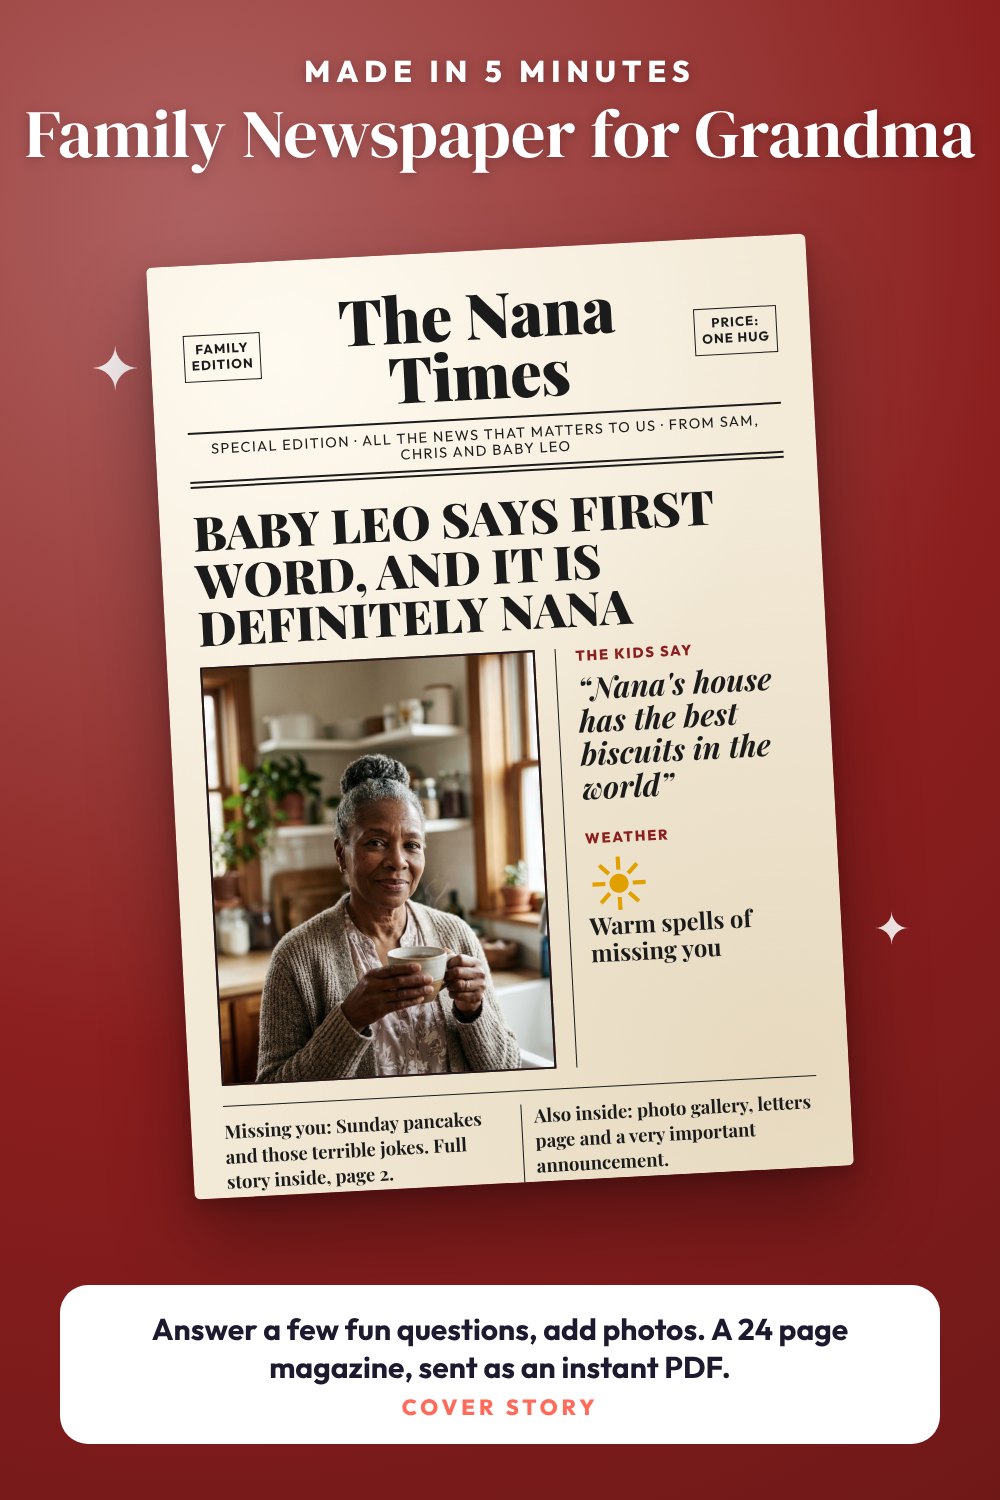 MADE IN 5 MINUTES
Family Newspaper for Grandma
FAMILY
EDITION
The Nana
Times
PRICE:
ONE HUG
SPECIAL EDITION · ALL THE NEWS THAT MATTERS TO US · FROM SAM,
CHRIS AND BABY LEO
BABY LEO SAYS FIRST
WORD, AND IT IS
DEFINITELY NANA
THE KIDS SAY
“Nana's house
has the best
biscuits in the
world”
WEATHER
Warm spells of
missing you
Missing you: Sunday pancakes
and those terrible jokes. Full
story inside, page 2.
Also inside: photo gallery, letters
page and a very important
announcement.
Answer a few fun questions, add photos. A 24 page
magazine, sent as an instant PDF.
COVER STORY